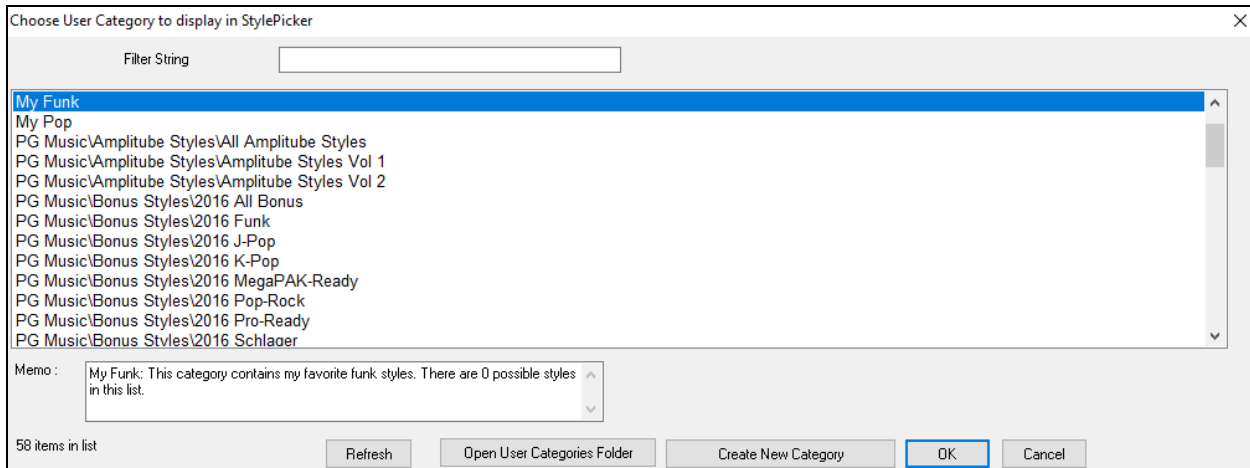 Choose User Category to display in StylePicker
Filter String
My Funk
My Pop
PG Music\Amplitube Styles\All Amplitube Styles
PG Music\Amplitube Styles\Amplitube Styles Vol 1
PG Music\Amplitube Styles\Amplitube Styles Vol 2
PG Music\Bonus Styles\2016 All Bonus
PG Music\Bonus Styles\2016 Funk
PG Music\Bonus Styles\2016 J-Pop
PG Music\Bonus Styles\2016 K-Pop
PG Music\Bonus Styles\2016 MegaPAK-Ready
PG Music\Bonus Styles\2016 Pop-Rock
PG Music\Bonus Styles\2016 Pro-Ready
PG Music\Bonus Styles\2016 Schlager
Memo :
My Funk: This category contains my favorite funk styles. There are 0 possible styles
in this list.
58 items in list
Refresh
Open User Categories Folder
Create New Category
OK
Cancel